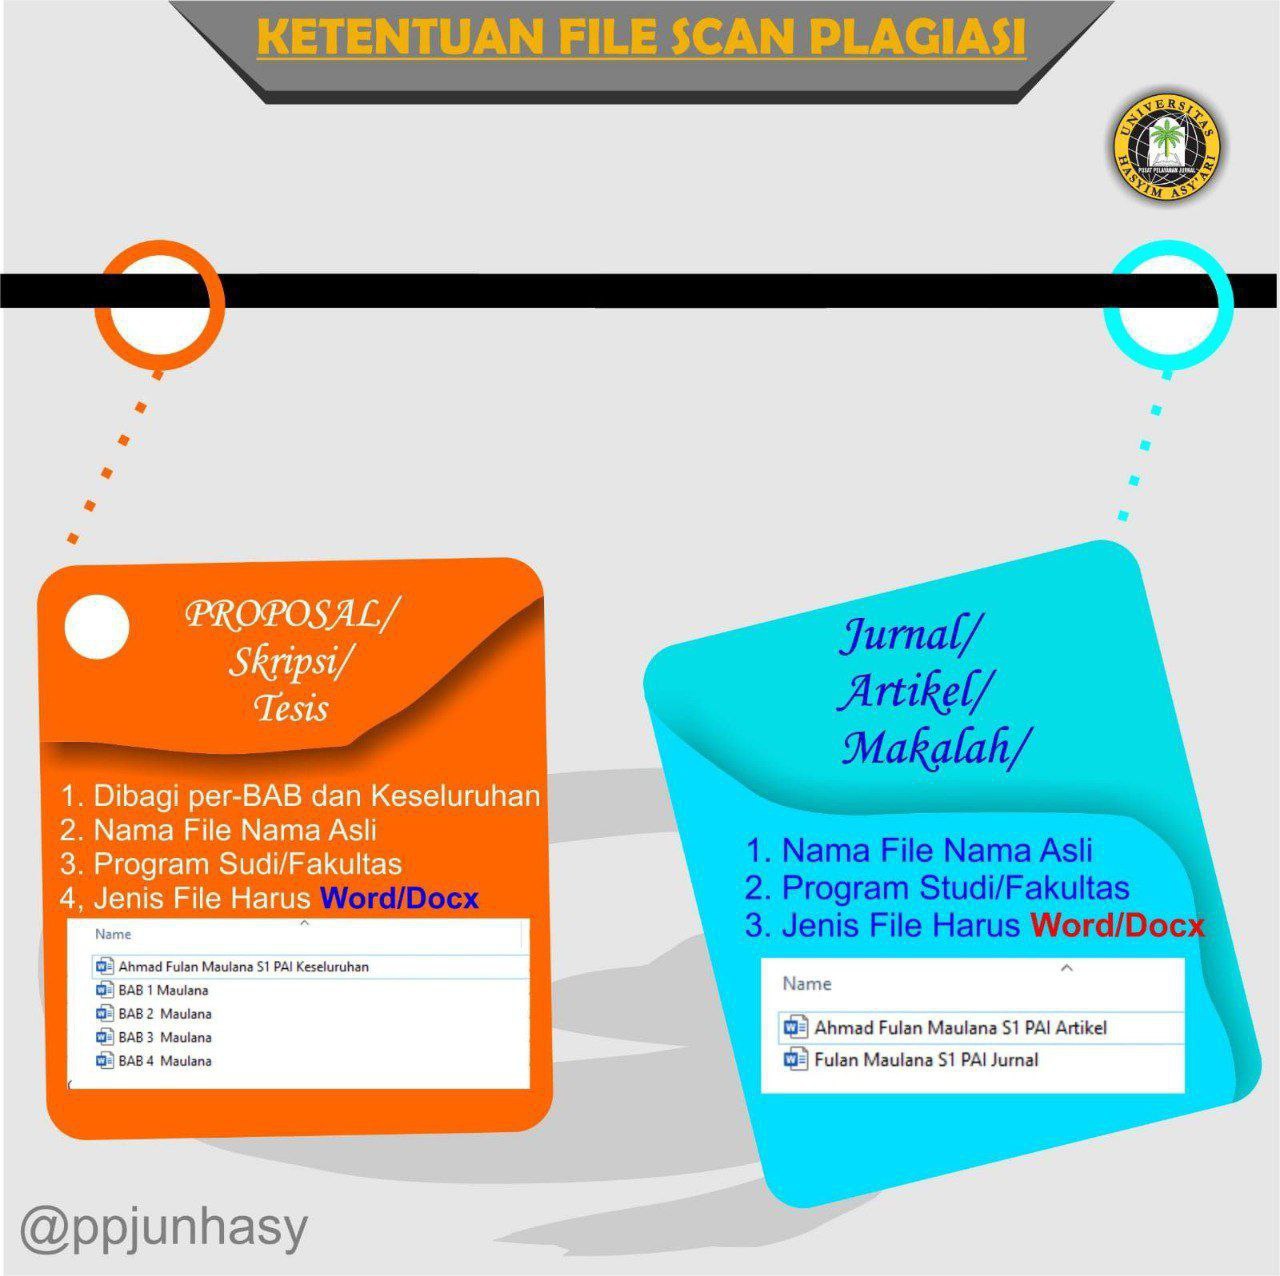 KETENTUAN FILE SCAN PLAGIASI
UNIVERSITAS
PUSAT PELAYANAN JURNAL
HASYIM ASY'ARI
PROPOSAL/
Skripsi/
Tesis
1. Dibagi per-BAB dan Keseluruhan
2. Nama File Nama Asli
3. Program Sudi/Fakultas
4, Jenis File Harus Word/Docx
Name
Ahmad Fulan Maulana S1 PAI Keseluruhan
BAB 1 Maulana
BAB 2 Maulana
BAB 3 Maulana
BAB 4 Maulana
Jurnal/
Artikel/
Makalah/
1. Nama File Nama Asli
2. Program Studi/Fakultas
3. Jenis File Harus Word/Docx
Name
Ahmad Fulan Maulana S1 PAI Artikel
Fulan Maulana S1 PAI Jurnal
@ppjunhasy